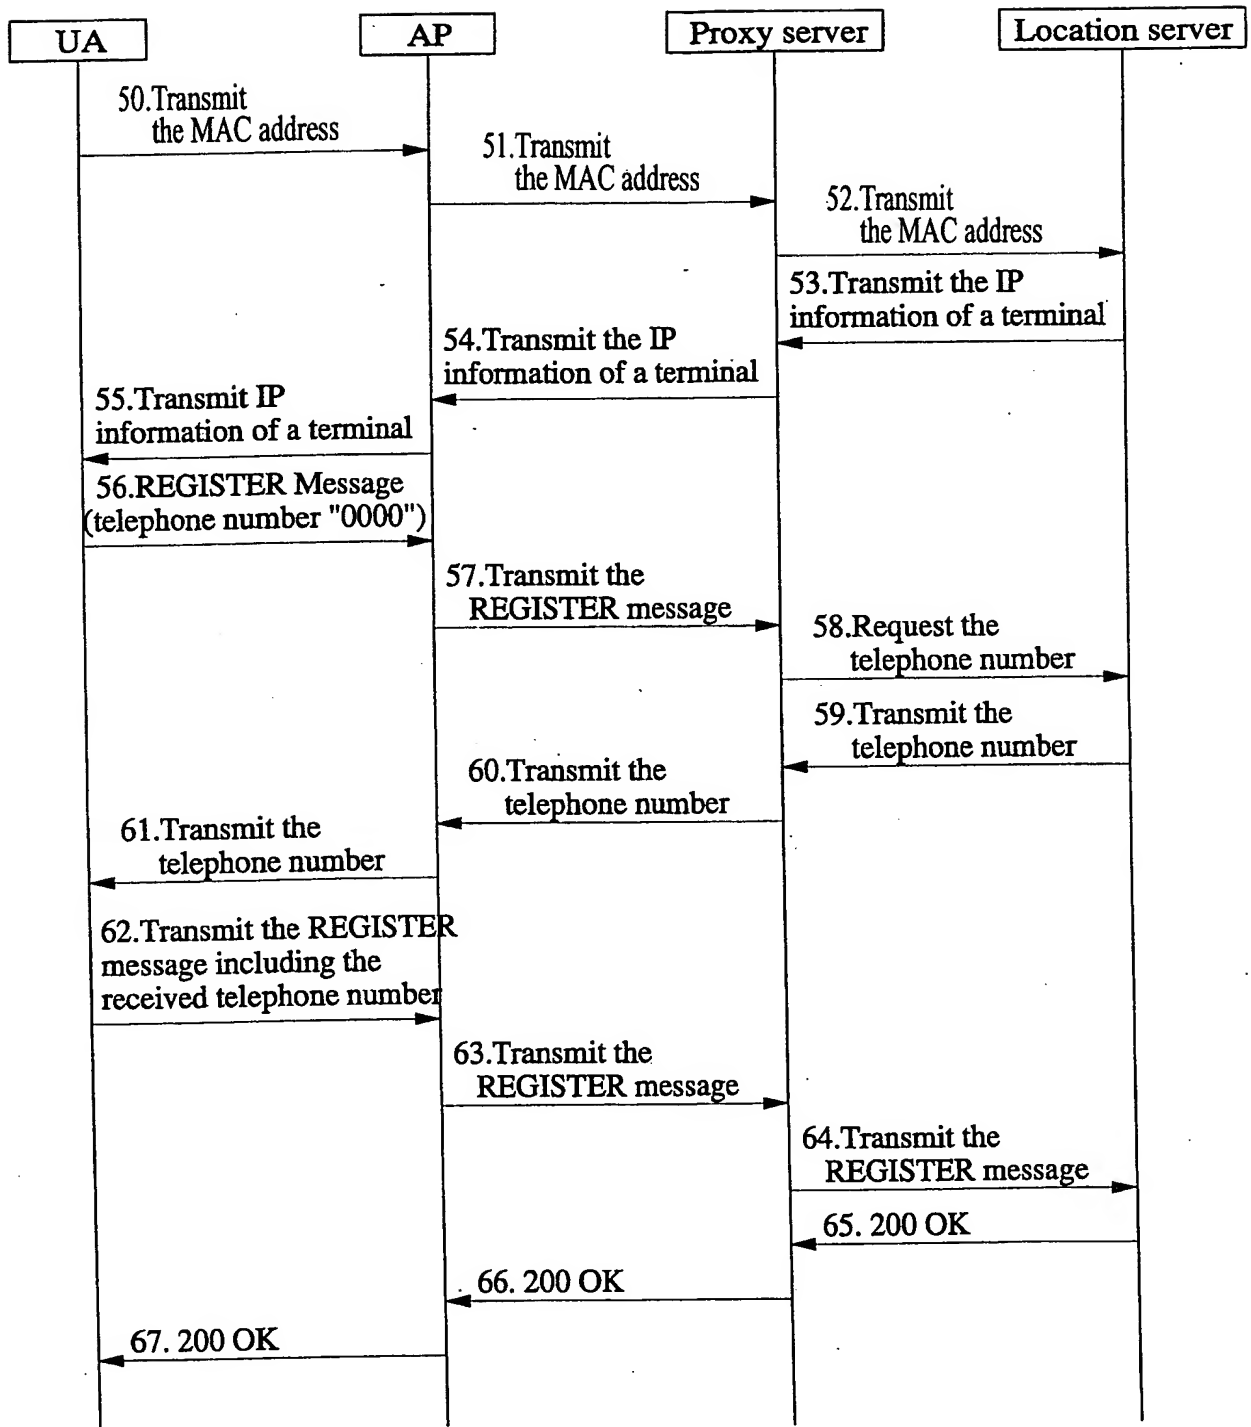 UA
AP
Proxy server
Location server
50.Transmit
the MAC address
51.Transmit
the MAC address
52.Transmit
the MAC address
53.Transmit the IP
information of a terminal
54.Transmit the IP
information of a terminal
55.Transmit IP
information of a terminal
56.REGISTER Message
(telephone number "0000")
57.Transmit the
REGISTER message
58.Request the
telephone number
59.Transmit the
telephone number
60.Transmit the
telephone number
61.Transmit the
telephone number
62.Transmit the REGISTER
message including the
received telephone number
63.Transmit the
REGISTER message
64.Transmit the
REGISTER message
65. 200 OK
66. 200 OK
67. 200 OK